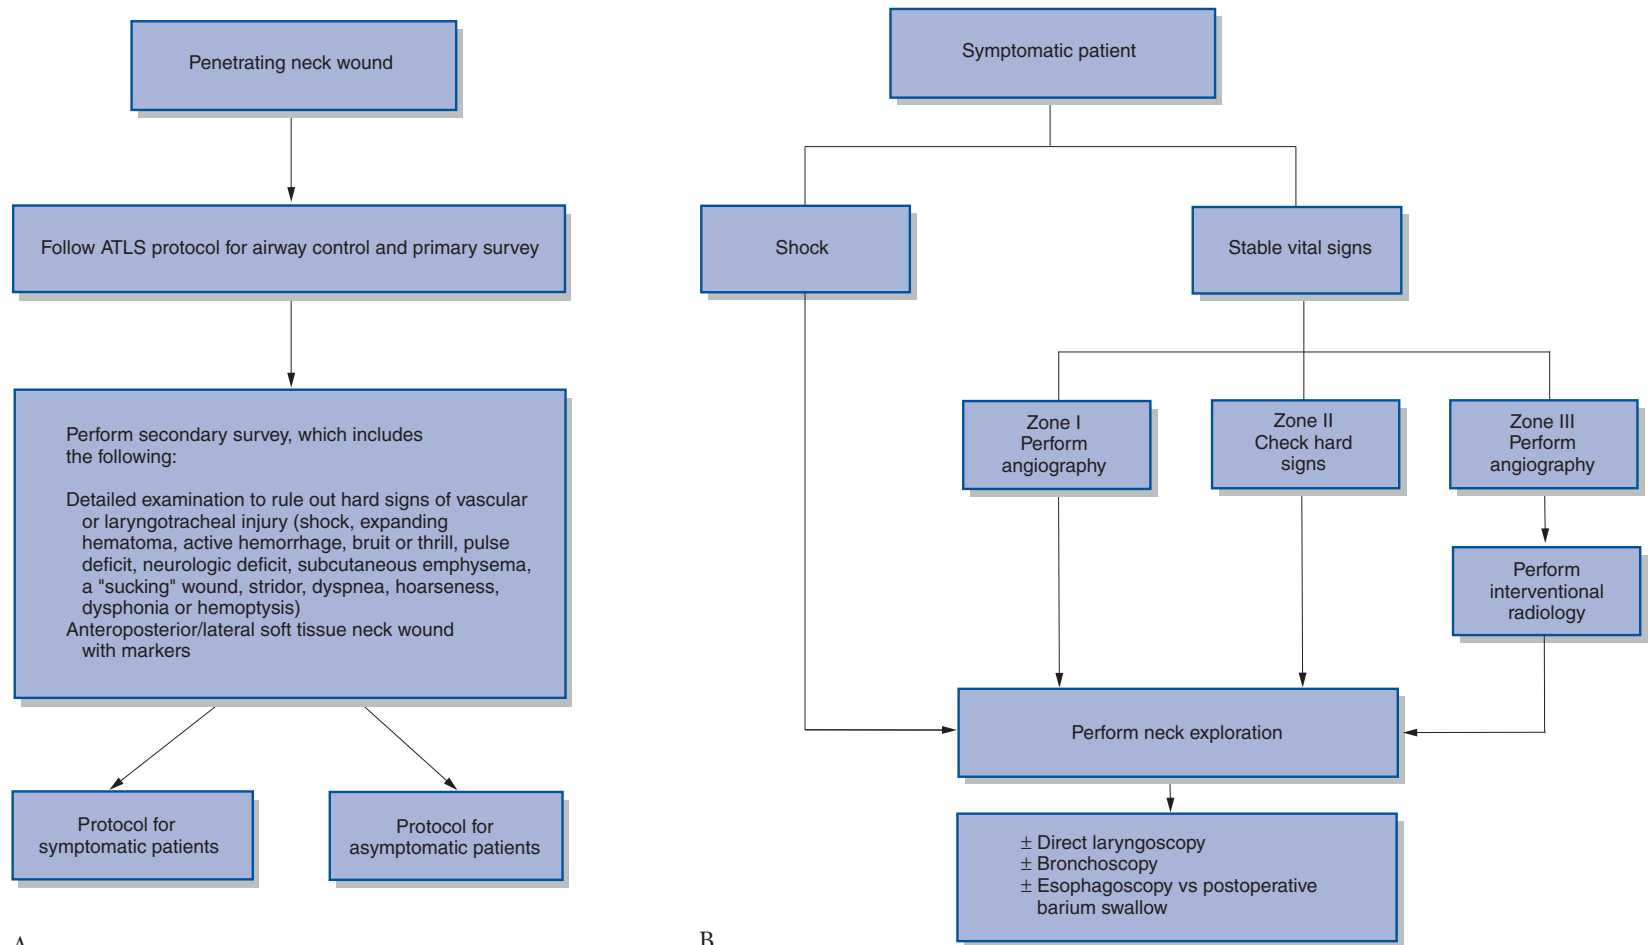 Penetrating neck wound
Follow ATLS protocol for airway control and primary survey
Perform secondary survey, which includes
the following:
Detailed examination to rule out hard signs of vascular
or laryngotracheal injury (shock, expanding
hematoma, active hemorrhage, bruit or thrill, pulse
deficit, neurologic deficit, subcutaneous emphysema,
a "sucking" wound, stridor, dyspnea, hoarseness,
dysphonia or hemoptysis)
Anteroposterior/lateral soft tissue neck wound
with markers
Protocol for
symptomatic patients
Protocol for
asymptomatic patients
A
Symptomatic patient
Shock
Stable vital signs
Zone I
Perform
angiography
Zone II
Check hard
signs
Zone III
Perform
angiography
Perform
interventional
radiology
Perform neck exploration
± Direct laryngoscopy
± Bronchoscopy
± Esophagoscopy vs postoperative
barium swallow
B